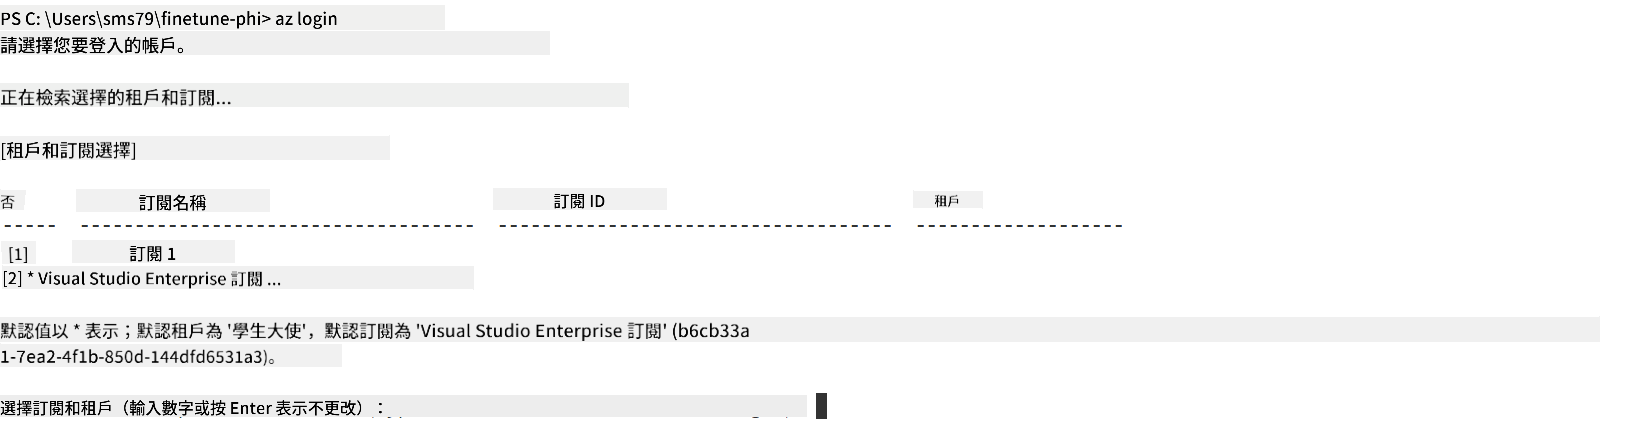 PS C: \Users\sms79\finetune-phi> az login
請選擇您要登入的帳戶。
正在檢索選擇的租戶和訂閱...
[租戶和訂閱選擇]
否 訂閱名稱 訂閱 ID 租戶
----- ----------------------------------- ----------------------------------- -------------------
[1] 訂閱 1
[2] * Visual Studio Enterprise 訂閱 ...
默認值以 * 表示；默認租戶為 '學生大使'，默認訂閱為 'Visual Studio Enterprise 訂閱' (b6cb33a
1-7ea2-4f1b-850d-144dfd6531a3)。
選擇訂閱和租戶（輸入數字或按 Enter 表示不更改）：